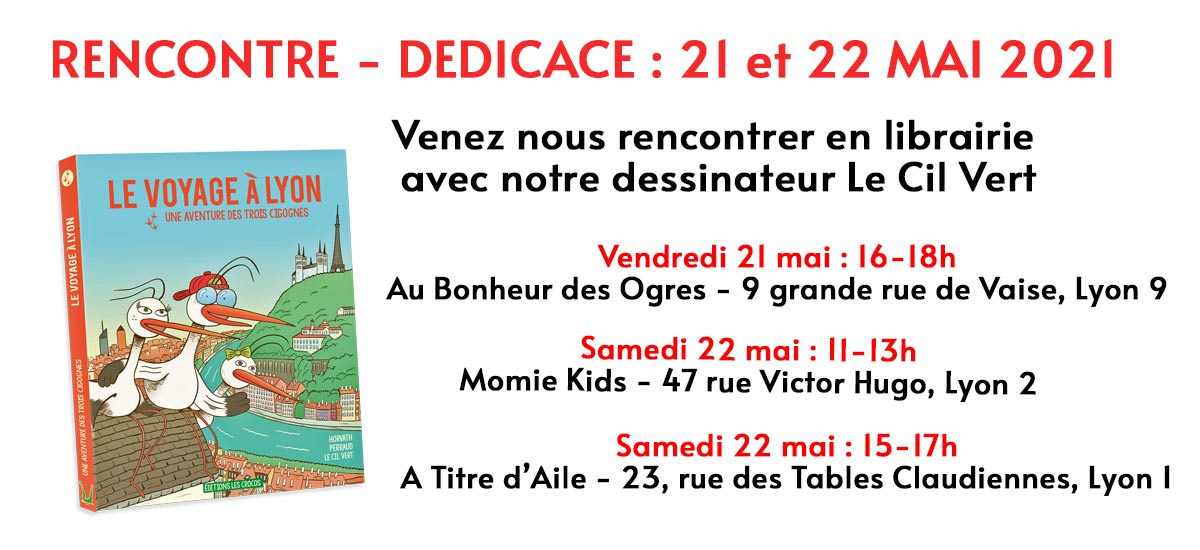 RENCONTRE - DEDICACE : 21 et 22 MAI 2021
Venez nous rencontrer en librairie
avec notre dessinateur Le Cil Vert
LE VOYAGE À LYON
UNE AVENTURE DES TROIS CIGOGNES
LE VOYAGE À LYON
UNE AVENTURE DES TROIS CIGOGNES
HORVATH
PERRAUD
LE CIL VERT
ÉDITIONS LES CROCOS
Vendredi 21 mai : 16-18h
Au Bonheur des Ogres - 9 grande rue de Vaise, Lyon 9
Samedi 22 mai : 11-13h
Momie Kids - 47 rue Victor Hugo, Lyon 2
Samedi 22 mai : 15-17h
A Titre d'Aile - 23, rue des Tables Claudiennes, Lyon 1